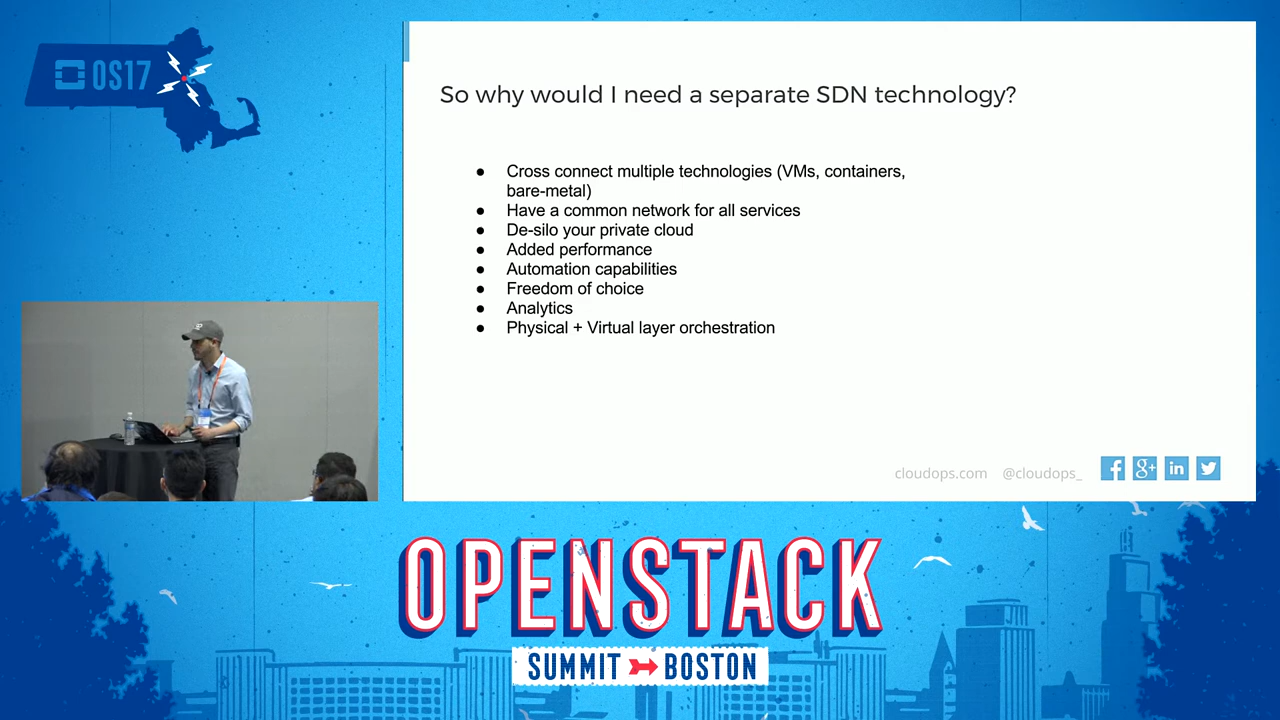 OS17
So why would I need a separate SDN technology?
● Cross connect multiple technologies (VMs, containers,
bare-metal)
● Have a common network for all services
● De-silo your private cloud
● Added performance
● Automation capabilities
● Freedom of choice
● Analytics
● Physical + Virtual layer orchestration
cloudops.com @cloudops_
OPENSTACK
SUMMIT BOSTON